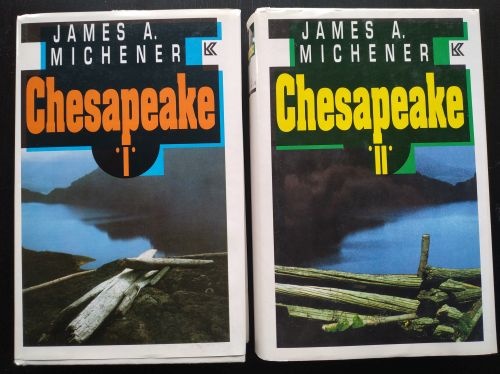 JAMES A.
MICHENER
Chesapeake
"I"
JAMES A.
MICHENER
Chesapeake
"II"